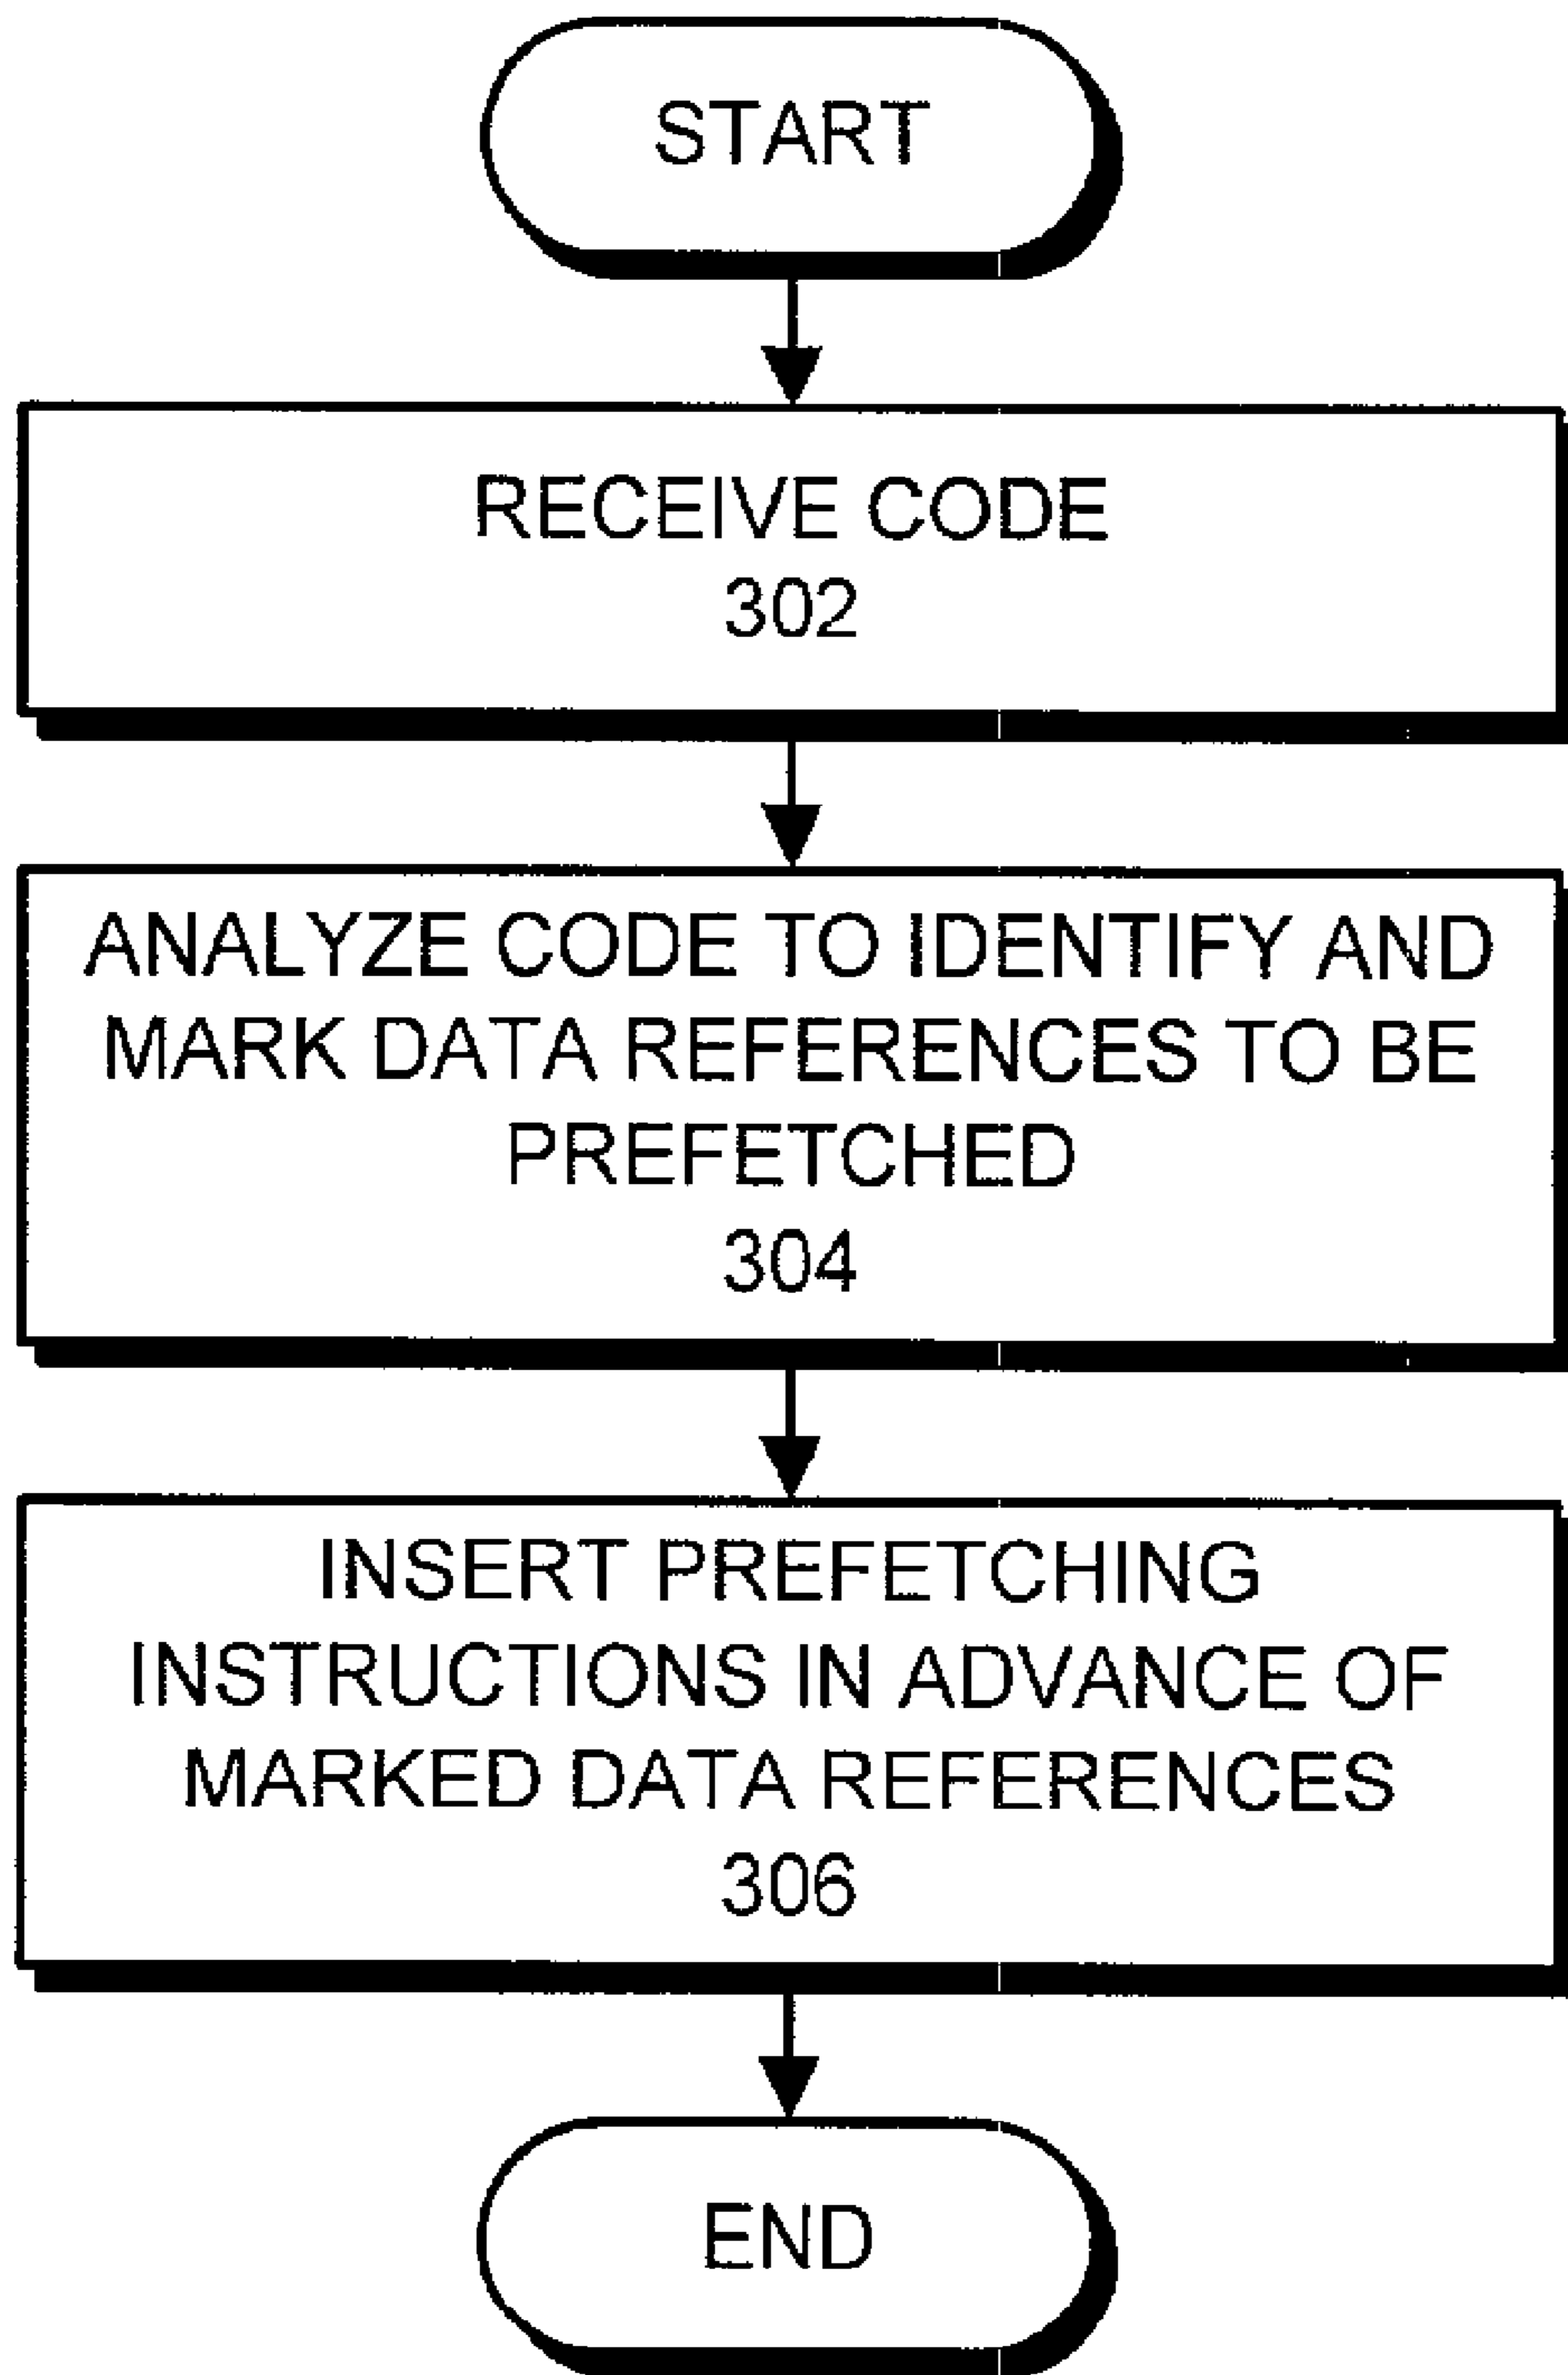 START
RECEIVE CODE
302
ANALYZE CODE TO IDENTIFY AND
MARK DATA REFERENCES TO BE
PREFETCHED
304
INSERT PREFETCHING
INSTRUCTIONS IN ADVANCE OF
MARKED DATA REFERENCES
306
END